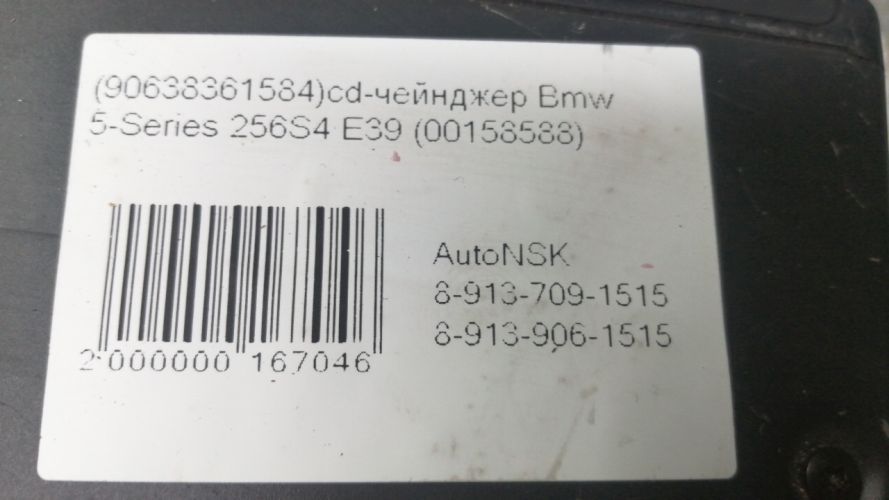 (90638361584)cd-чейнджер Bmw
5-Series 256S4 E39 (00158588)
AutoNSK
8-913-709-1515
8-913-906-1515
2 000000 167046